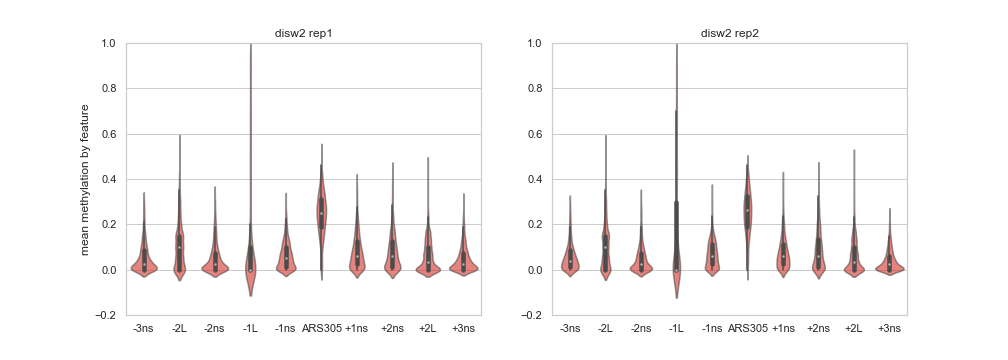 disw2 rep1
disw2 rep2
mean methylation by feature
1.0
0.8
0.6
0.4
0.2
0.0
−0.2
-3ns -2L -2ns -1L -1ns ARS305 +1ns +2ns +2L +3ns
1.0
0.8
0.6
0.4
0.2
0.0
−0.2
-3ns -2L -2ns -1L -1ns ARS305 +1ns +2ns +2L +3ns